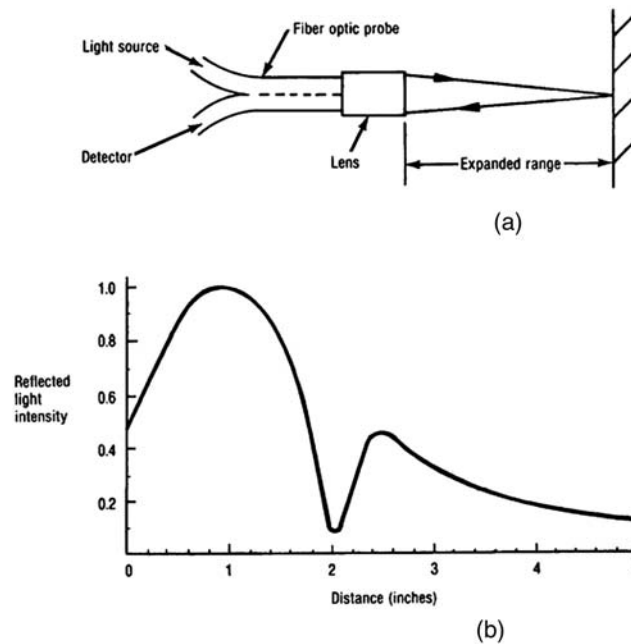 Fiber optic probe
Light source
Detector
Lens
Expanded range
(a)
1.0
0.8
Reflected
light
intensity
0.6
0.4
0.2
0
1
2
3
4
Distance (inches)
(b)